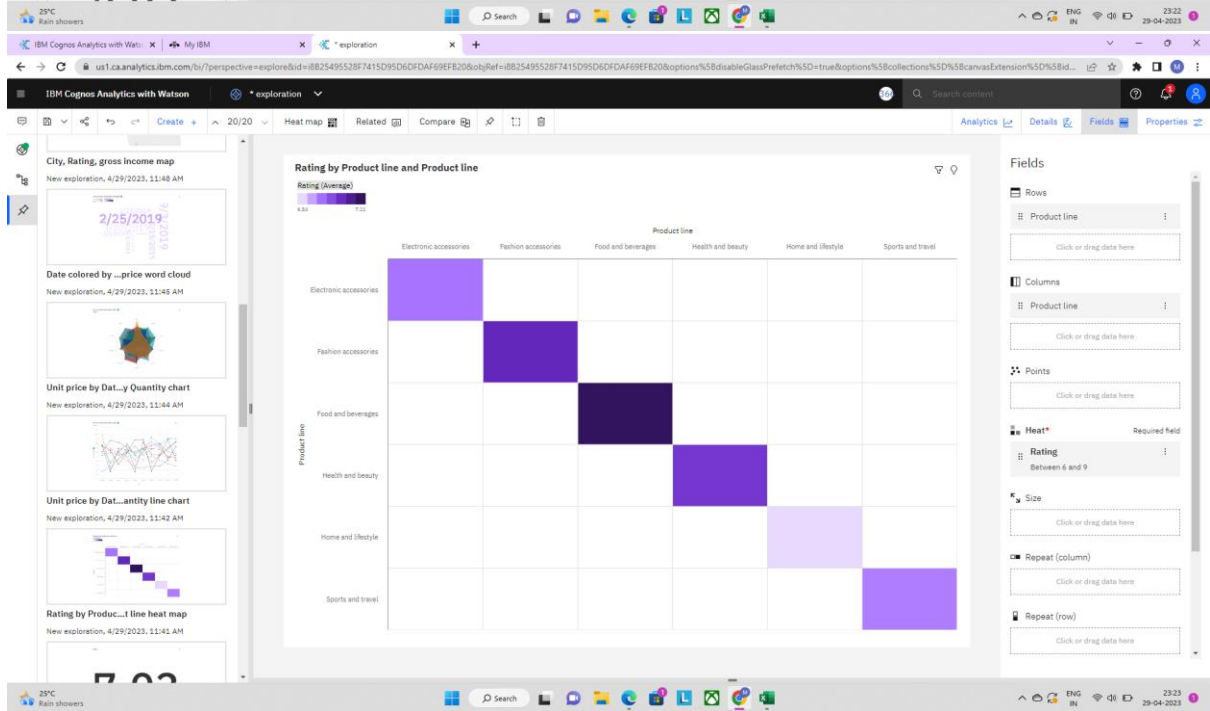 25°C
Rain showers
Search
ENG
IN
23:22
29-04-2023
IBM Cognos Analytics with Wats
My IBM
* exploration
us1.ca.analytics.ibm.com/bi/?perspective=explore&id=i8B25495528F7415D95D6DFDAF69EFB20&objRef=i8B25495528F7415D95D6DFDAF69EFB20&options%5BdisableGlassPrefetch%5D=true&options%5Bcollections%5D%5BcanvasExtension%5D%5Bid...
IBM Cognos Analytics with Watson
* exploration
Search content
Create +
20/20
Heat map
Related
Compare
Analytics
Details
Fields
Properties
City, Rating, gross income map
New exploration, 4/29/2023, 11:48 AM
2/25/2019
Date colored by ...price word cloud
New exploration, 4/29/2023, 11:45 AM
Unit price by Dat...y Quantity chart
New exploration, 4/29/2023, 11:44 AM
Unit price by Dat...antity line chart
New exploration, 4/29/2023, 11:42 AM
Rating by Produc...t line heat map
New exploration, 4/29/2023, 11:41 AM
Rating by Product line and Product line
Rating (Average)
7.11
Product line
Electronic accessories
Fashion accessories
Food and beverages
Health and beauty
Home and lifestyle
Sports and travel
Product line
Electronic accessories
Fashion accessories
Food and beverages
Health and beauty
Home and lifestyle
Sports and travel
Fields
Rows
Product line
Click or drag data here
Columns
Product line
Click or drag data here
Points
Click or drag data here
Heat*
Required field
Rating
Between 6 and 9
Size
Click or drag data here
Repeat (column)
Click or drag data here
Repeat (row)
Click or drag data here
25°C
Rain showers
Search
ENG
IN
23:23
29-04-2023